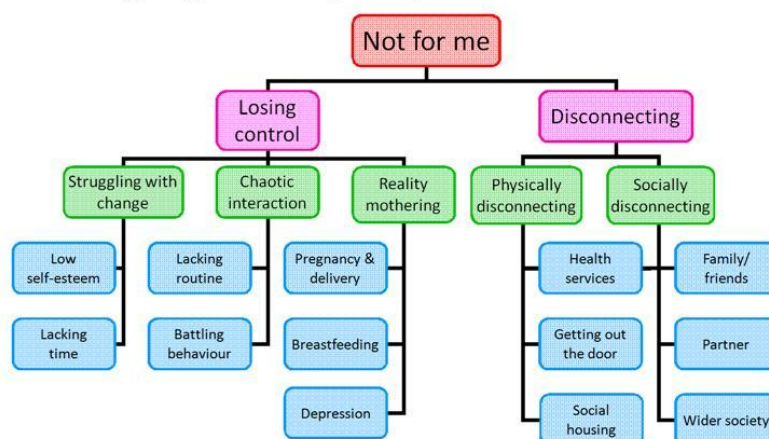 Not for me
Losing
control
Disconnecting
Struggling with
change
Chaotic
interaction
Reality
mothering
Physically
disconnecting
Socially
disconnecting
Low
self-esteem
Lacking
routine
Pregnancy &
delivery
Health
services
Family/
friends
Lacking
time
Battling
behaviour
Breastfeeding
Getting out
the door
Partner
Depression
Social
housing
Wider society